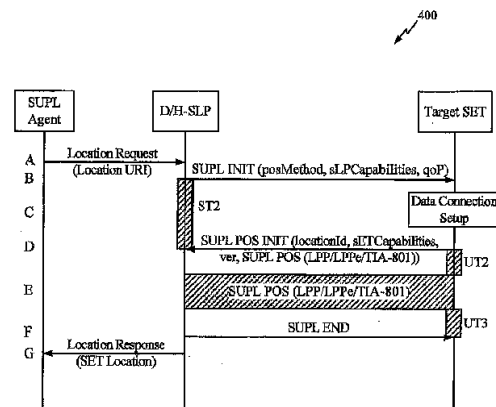 400
SUPL
Agent
D/H-SLP
Target SET
A
Location Request
(Location URI)
B
SUPL INIT (posMethod, sLPCapabilities, qoP)
C
ST2
Data Connection
Setup
D
SUPL POS INIT (locationId, sETCapabilities,
ver, SUPL POS (LPP/LPPe/TIA-801))
UT2
E
SUPL POS (LPP/LPPe/TIA-801)
F
SUPL END
UT3
G
Location Response
(SET Location)